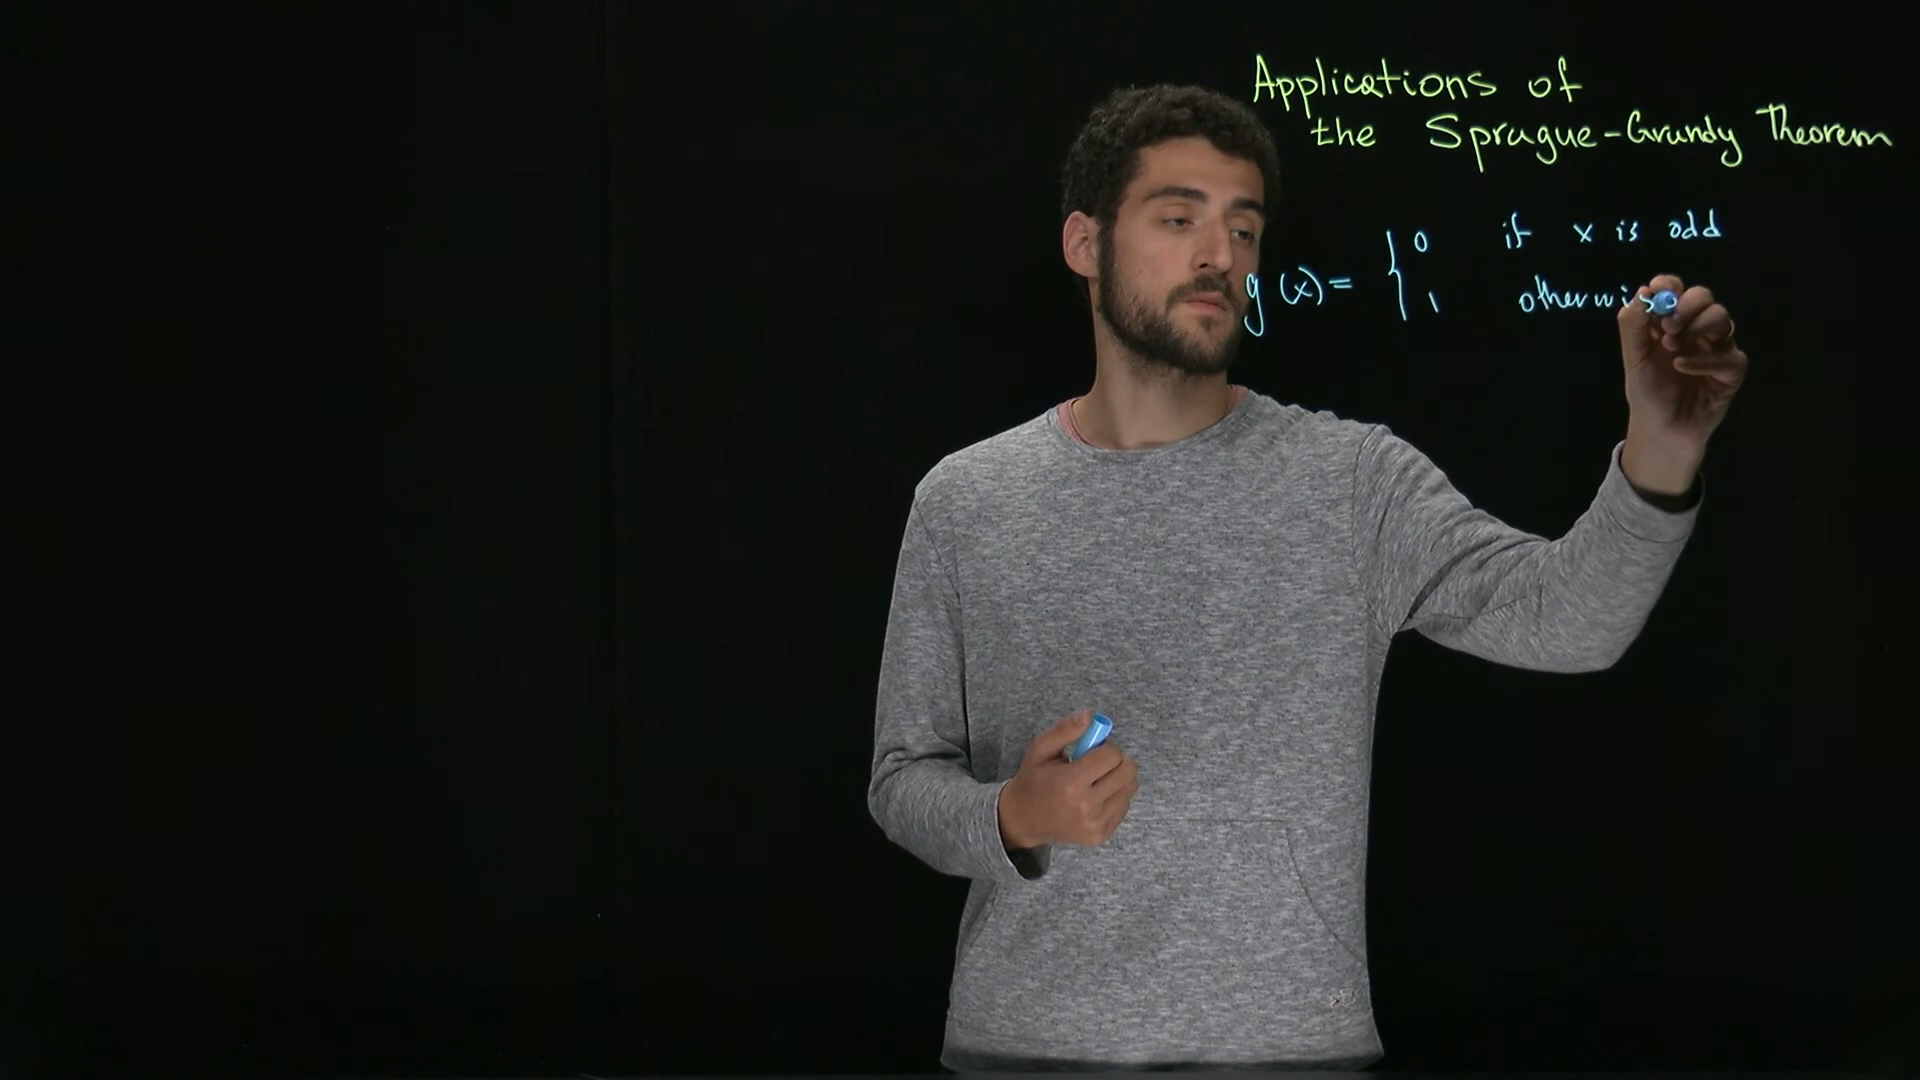 Applications of
the Sprague-Grundy Theorem
g(x)= { 0 if x is odd
1 otherwise